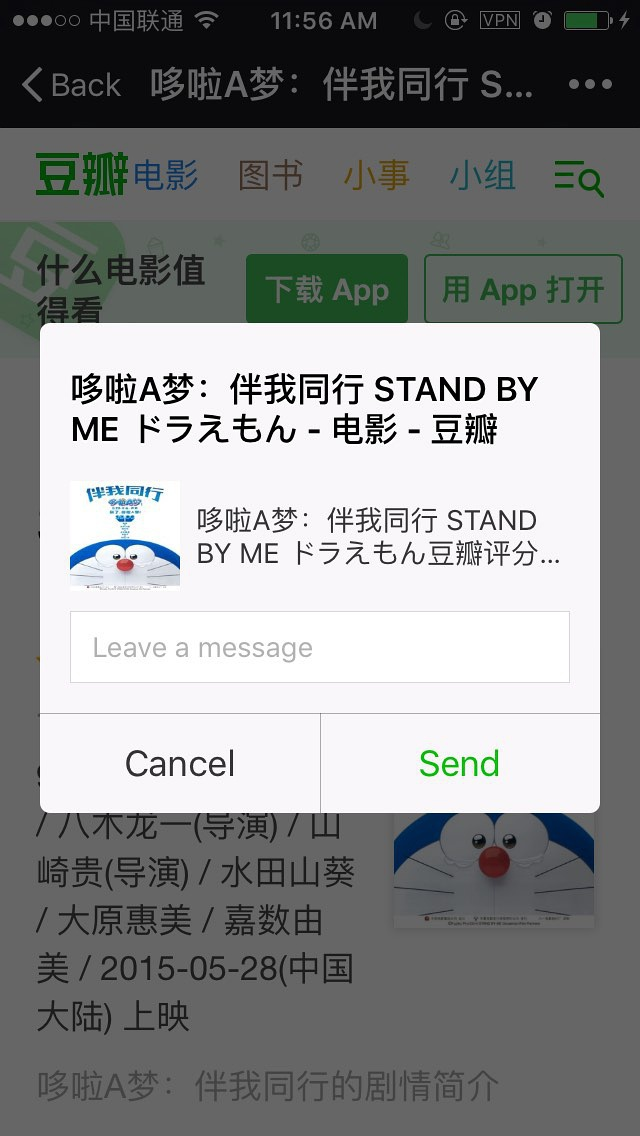 中国联通 11:56 AM VPN
Back 哆啦A梦：伴我同行 S...
豆瓣电影 图书 小事 小组
什么电影值
得看
下载 App 用 App 打开
哆啦A梦：伴我同行 STAND BY
ME ドラえもん - 电影 - 豆瓣
伴我同行
哆啦A梦：伴我同行 STAND
BY ME ドラえもん豆瓣评分...
Leave a message
Cancel Send
/ 八木龙一(导演) / 山
崎贵(导演) / 水田山葵
/ 大原惠美 / 嘉数由
美 / 2015-05-28(中国
大陆) 上映
哆啦A梦：伴我同行的剧情简介